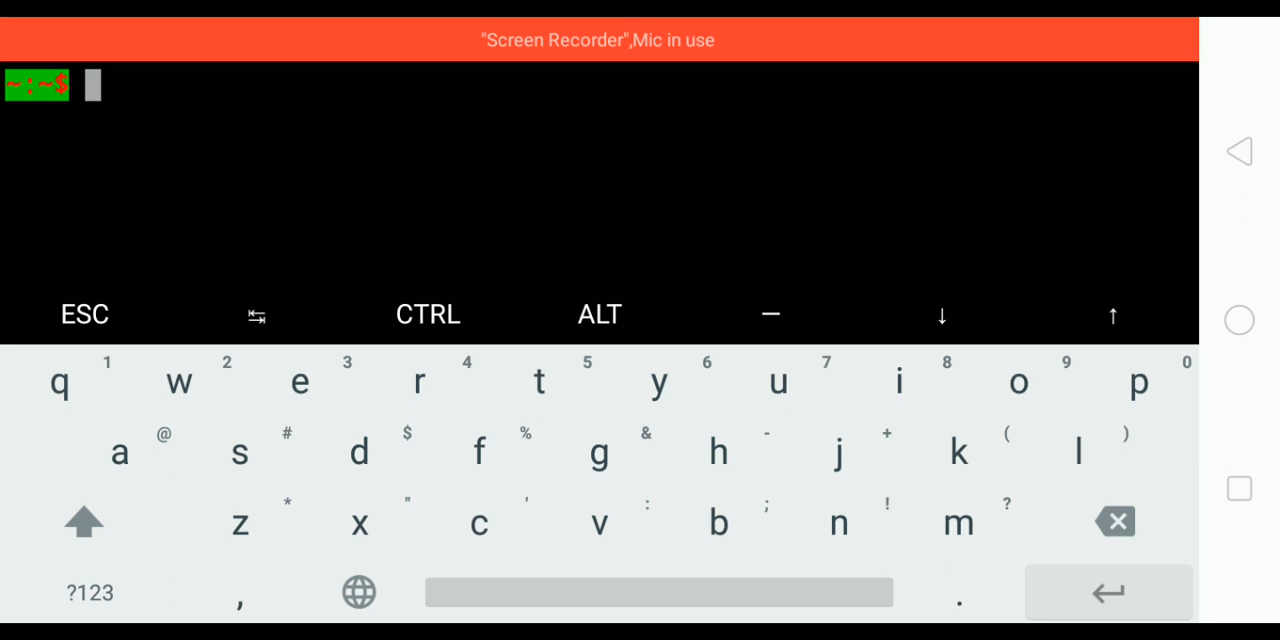 "Screen Recorder",Mic in use
~:~$
ESC ↹ CTRL ALT — ↓ ↑
q 1 w 2 e 3 r 4 t 5 y 6 u 7 i 8 o 9 p 0
a @ s # d $ f % g & h - j + k ( l )
z * x " c ' v : b ; n ! m ?
?123 , .